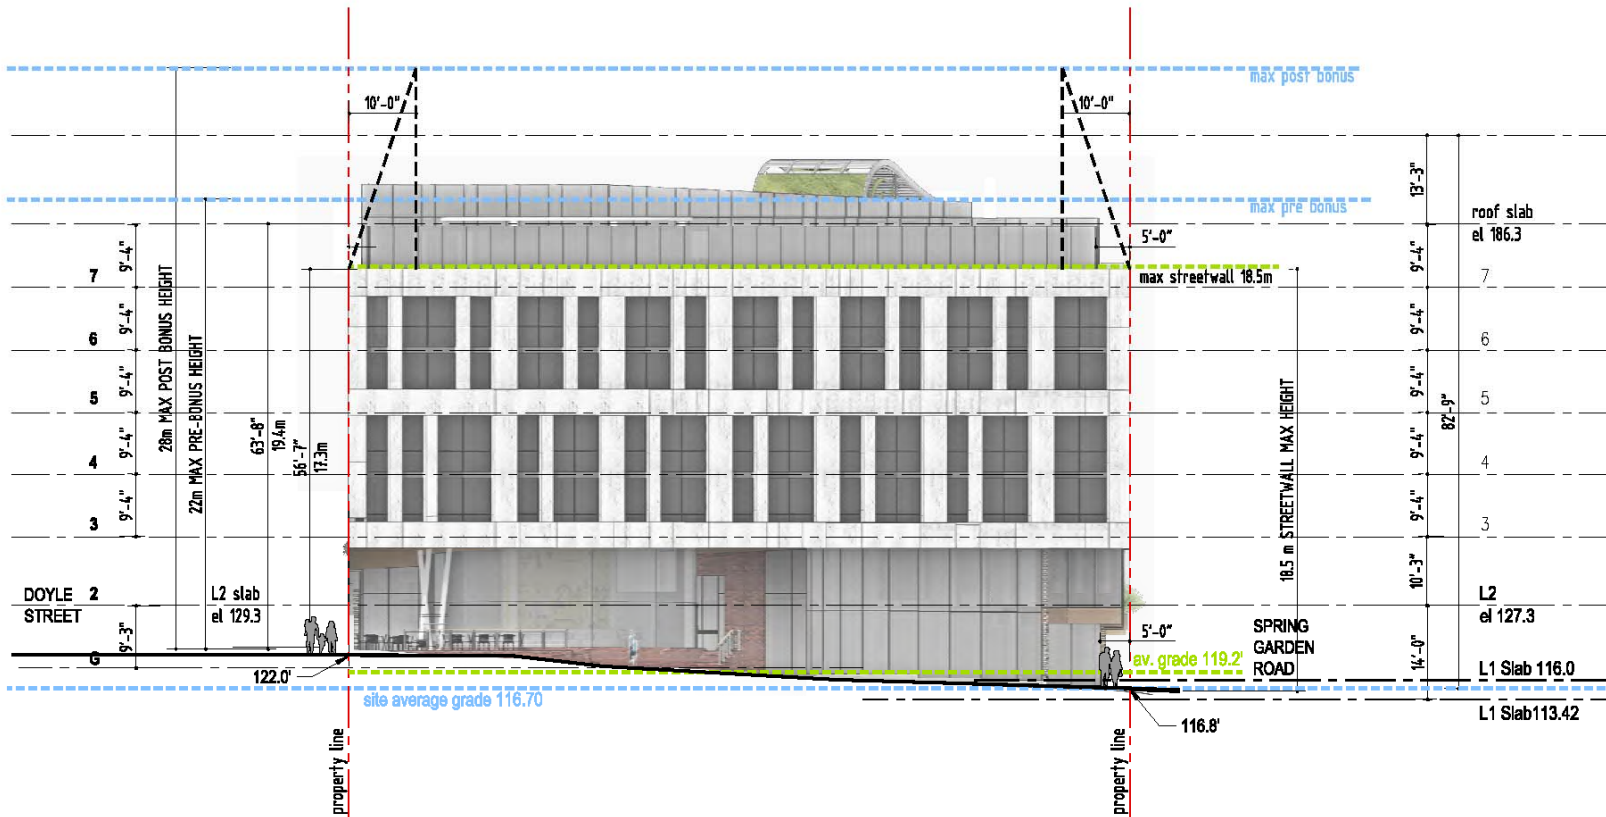 max post bonus
10'-0"
10'-0"
13'-3"
max pre bonus
roof slab
el 186.3
5'-0"
9'-4"
9'-4"
7
7
max streetwall 18.5m
28m MAX POST BONUS HEIGHT
22m MAX PRE-BONUS HEIGHT
9'-4"
9'-4"
6
6
9'-4"
9'-4"
5
5
18.5 m STREETWALL MAX HEIGHT
82'-9"
63'-8"
19.4m
56'-7"
17.3m
9'-4"
9'-4"
4
4
9'-4"
9'-4"
3
3
10'-3"
DOYLE 2
STREET
L2 slab
el 129.3
L2
el 127.3
9'-3"
G
5'-0"
SPRING
GARDEN
ROAD
14'-0"
av. grade 119.2'
L1 Slab 116.0
122.0'
site average grade 116.70
L1 Slab113.42
116.8'
property line
property line